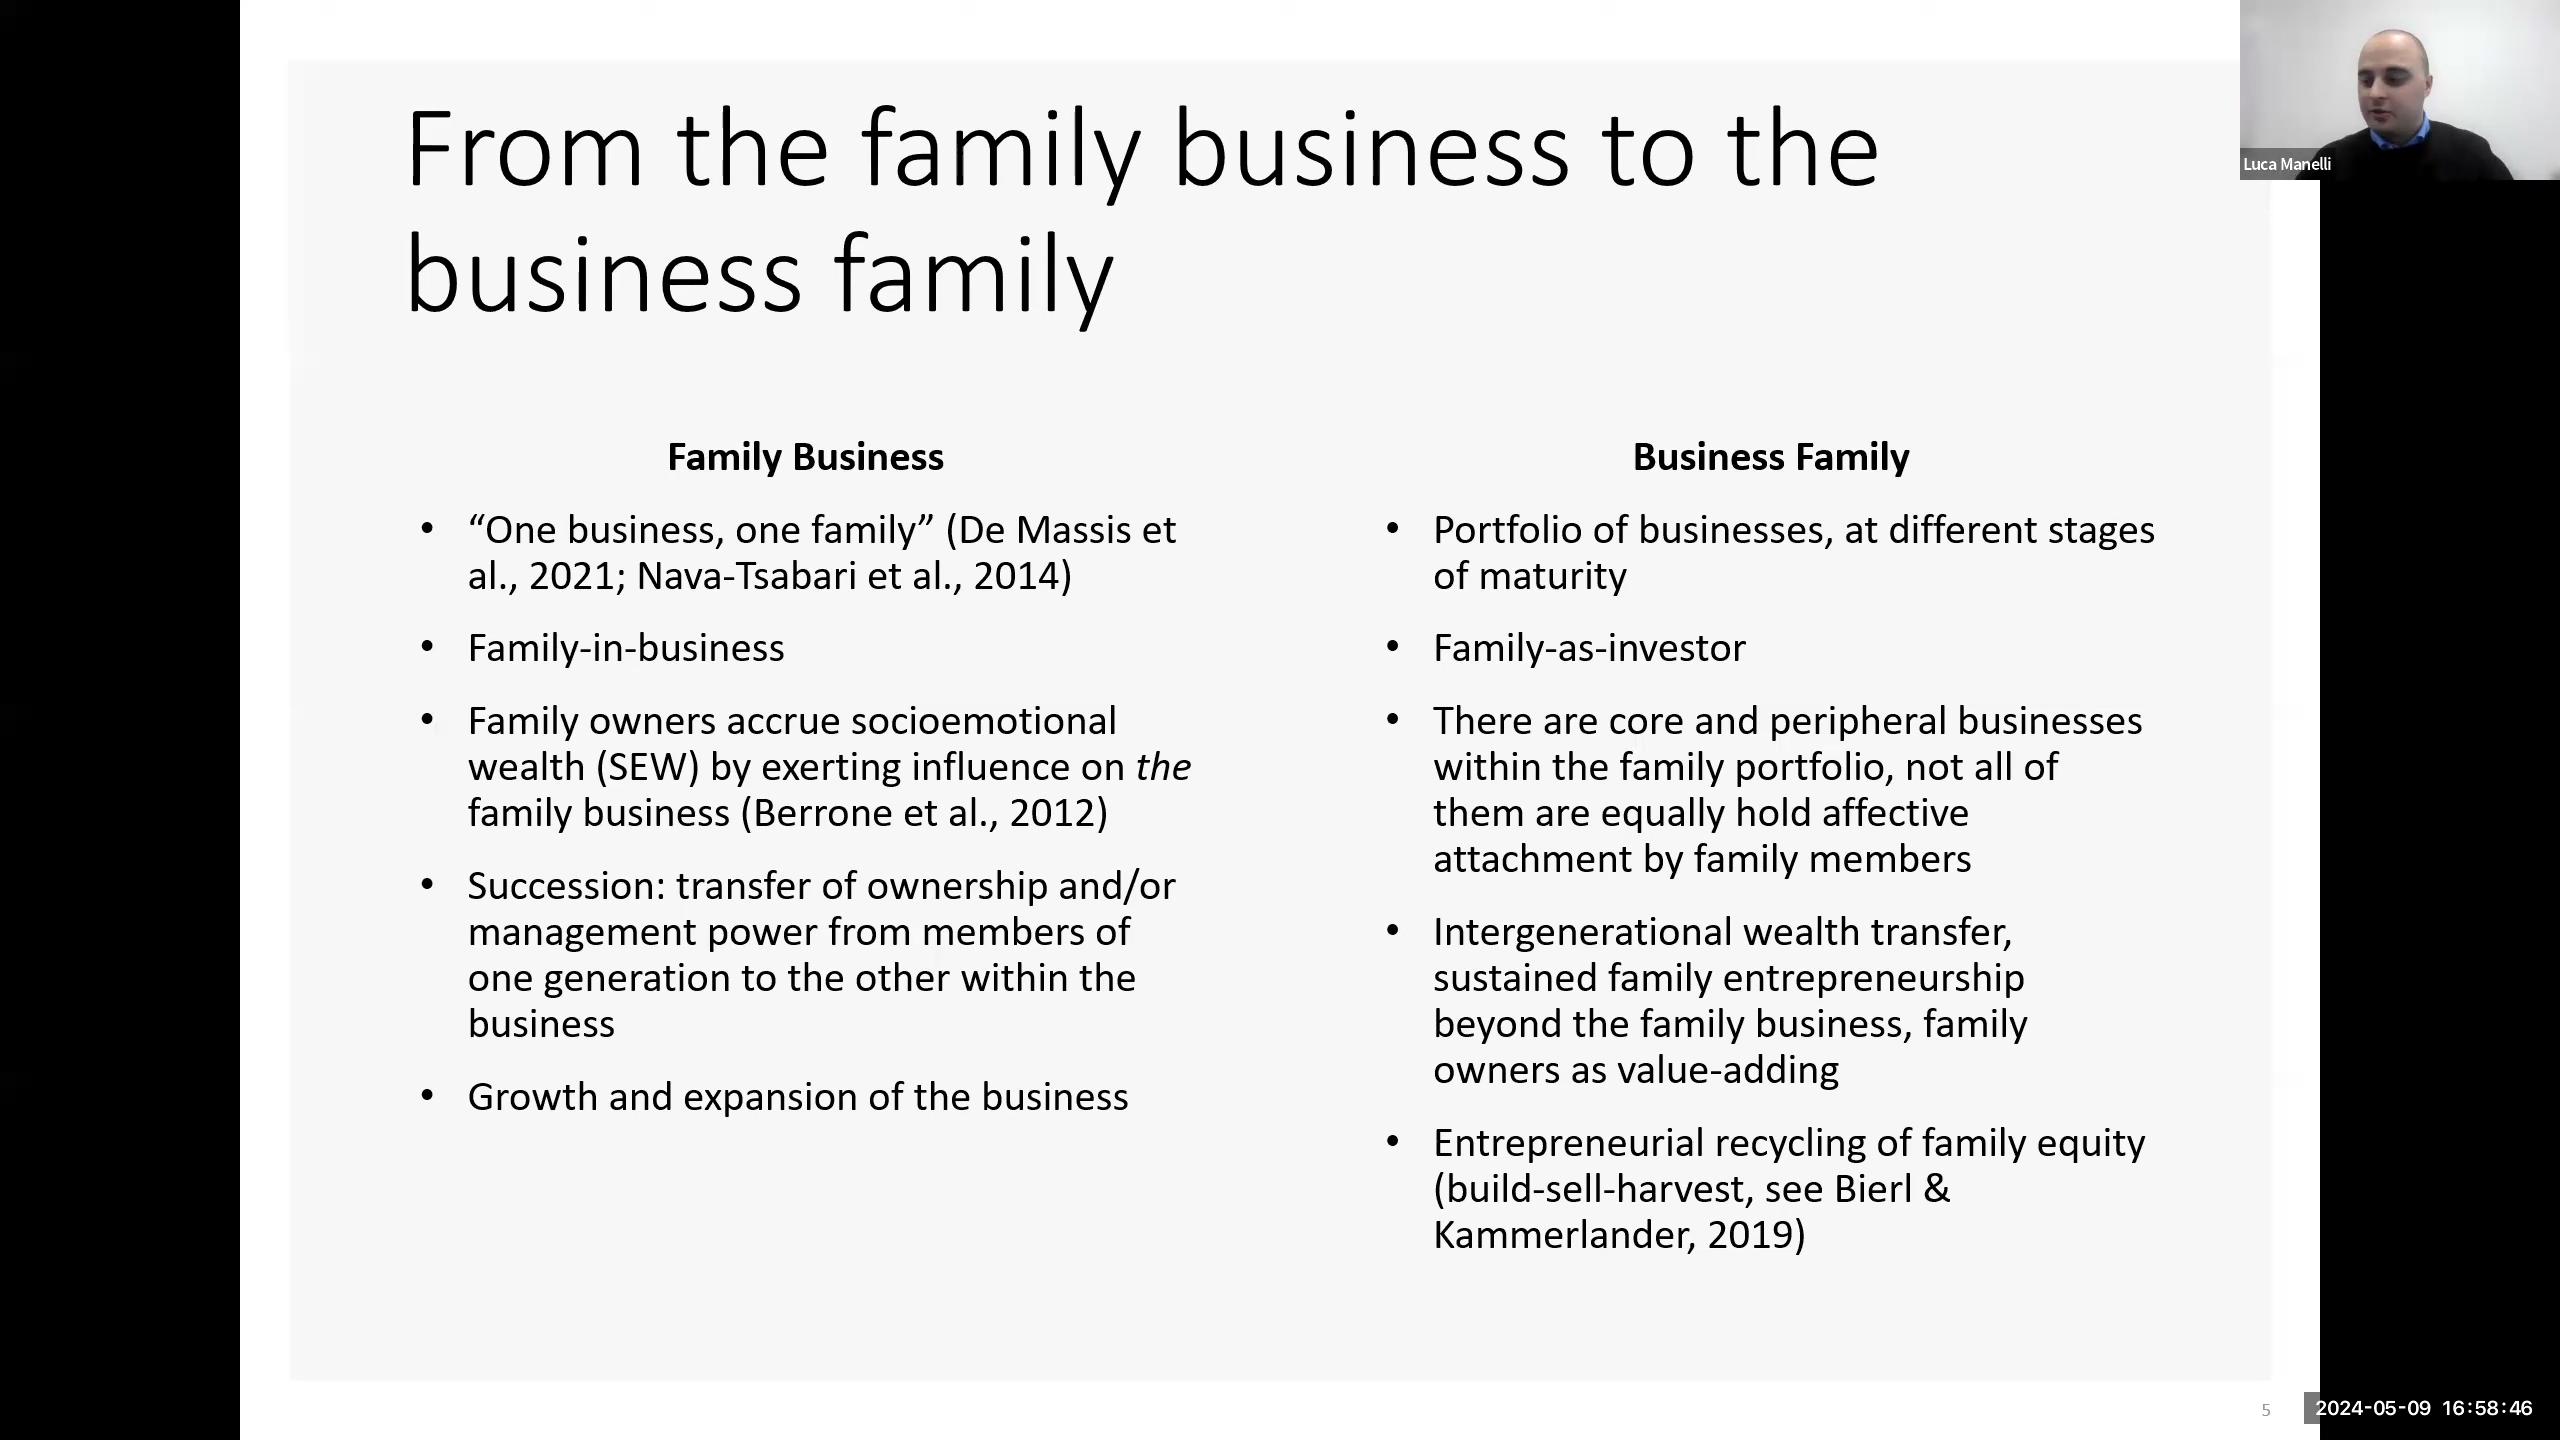 From the family business to the
business family
Luca Manelli
Family Business
• “One business, one family” (De Massis et
al., 2021; Nava-Tsabari et al., 2014)
• Family-in-business
• Family owners accrue socioemotional
wealth (SEW) by exerting influence on the
family business (Berrone et al., 2012)
• Succession: transfer of ownership and/or
management power from members of
one generation to the other within the
business
• Growth and expansion of the business
Business Family
• Portfolio of businesses, at different stages
of maturity
• Family-as-investor
• There are core and peripheral businesses
within the family portfolio, not all of
them are equally hold affective
attachment by family members
• Intergenerational wealth transfer,
sustained family entrepreneurship
beyond the family business, family
owners as value-adding
• Entrepreneurial recycling of family equity
(build-sell-harvest, see Bierl &
Kammerlander, 2019)
5
2024-05-09 16:58:46